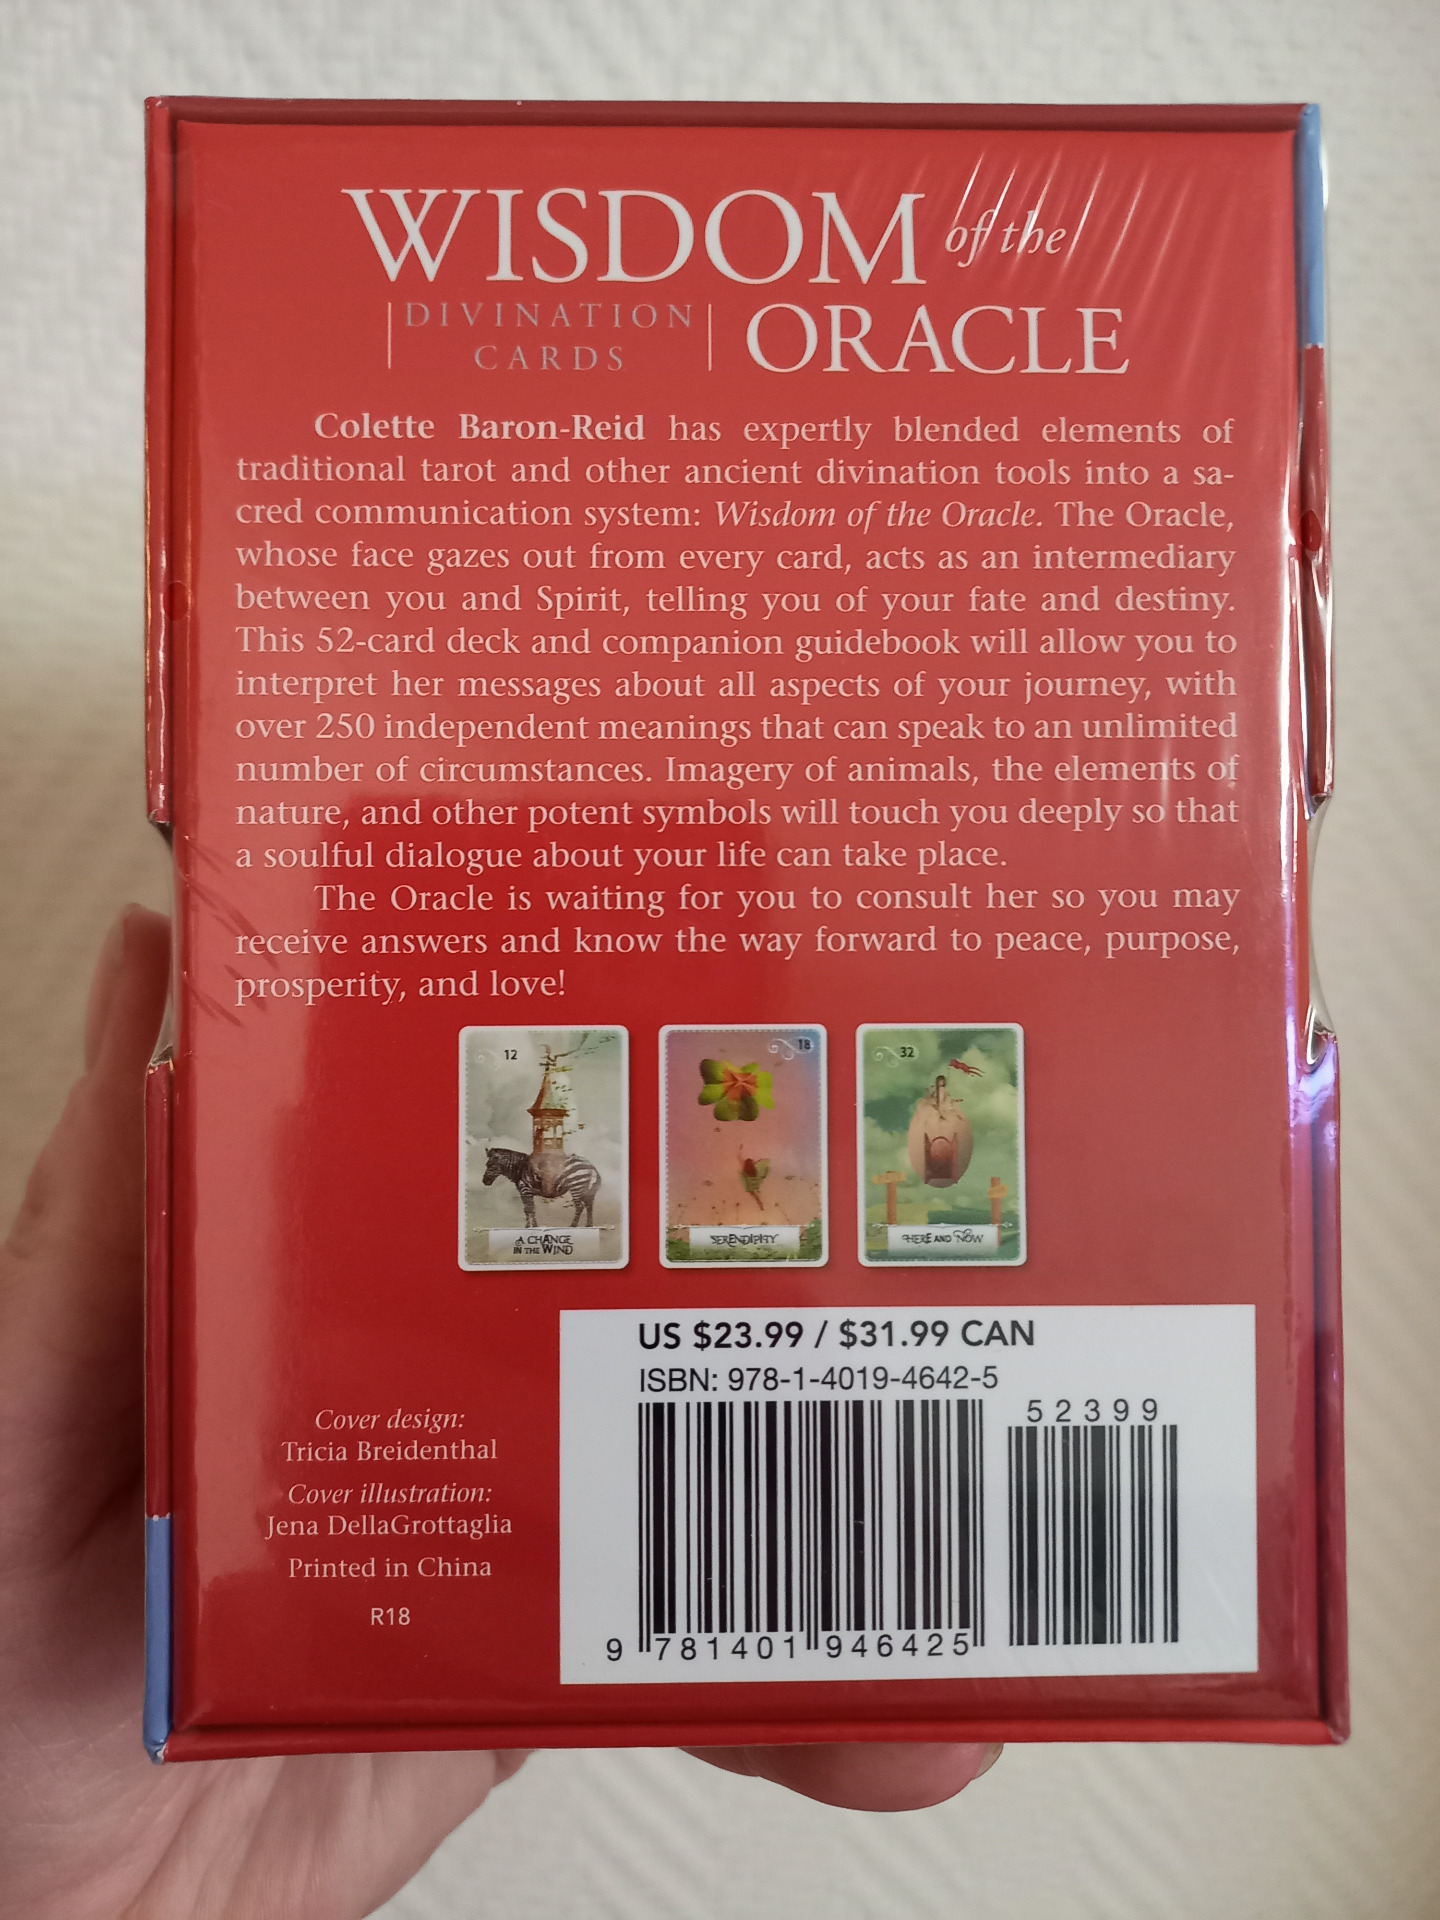 WISDOM of the
DIVINATION
CARDS
ORACLE
Colette Baron-Reid has expertly blended elements of
traditional tarot and other ancient divination tools into a sa-
cred communication system: Wisdom of the Oracle. The Oracle,
whose face gazes out from every card, acts as an intermediary
between you and Spirit, telling you of your fate and destiny.
This 52-card deck and companion guidebook will allow you to
interpret her messages about all aspects of your journey, with
over 250 independent meanings that can speak to an unlimited
number of circumstances. Imagery of animals, the elements of
nature, and other potent symbols will touch you deeply so that
a soulful dialogue about your life can take place.
The Oracle is waiting for you to consult her so you may
receive answers and know the way forward to peace, purpose,
prosperity, and love!
12
A CHANGE
IN THE WIND
18
SERENDIPITY
32
HERE AND NOW
Cover design:
Tricia Breidenthal
Cover illustration:
Jena DellaGrottaglia
Printed in China
R18
US $23.99 / $31.99 CAN
ISBN: 978-1-4019-4642-5
52399
9 781401 946425